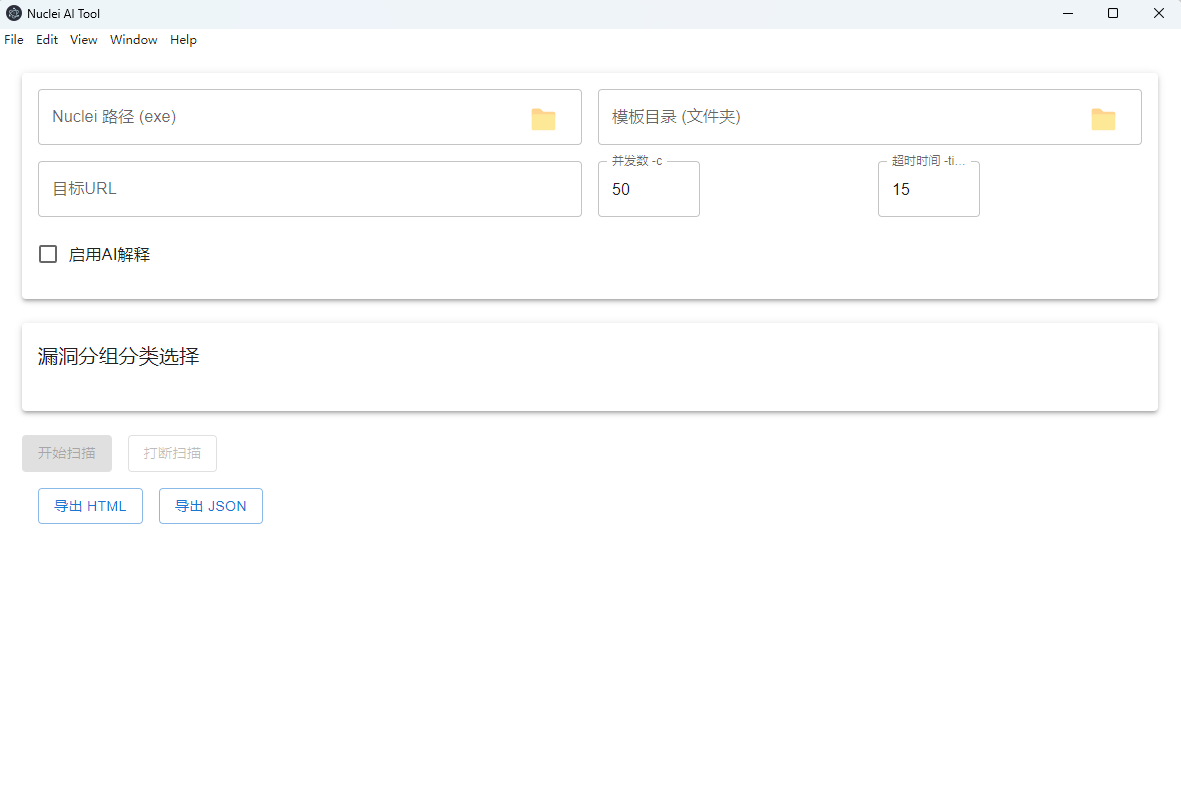 Nuclei AI Tool
File Edit View Window Help
Nuclei 路径 (exe)
模板目录 (文件夹)
目标URL
并发数 -c
50
超时时间 -ti...
15
启用AI解释
漏洞分组分类选择
开始扫描
打断扫描
导出 HTML
导出 JSON